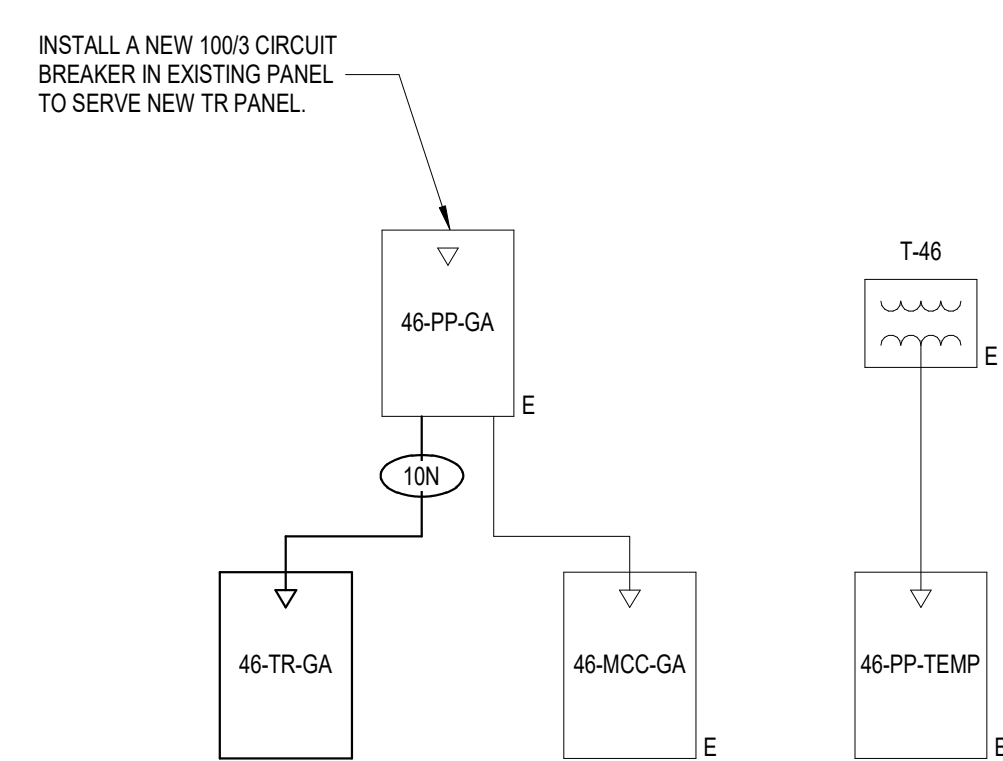 INSTALL A NEW 100/3 CIRCUIT
BREAKER IN EXISTING PANEL
TO SERVE NEW TR PANEL.
T-46
46-PP-GA
E
E
10N
46-TR-GA
46-MCC-GA
46-PP-TEMP
E
E